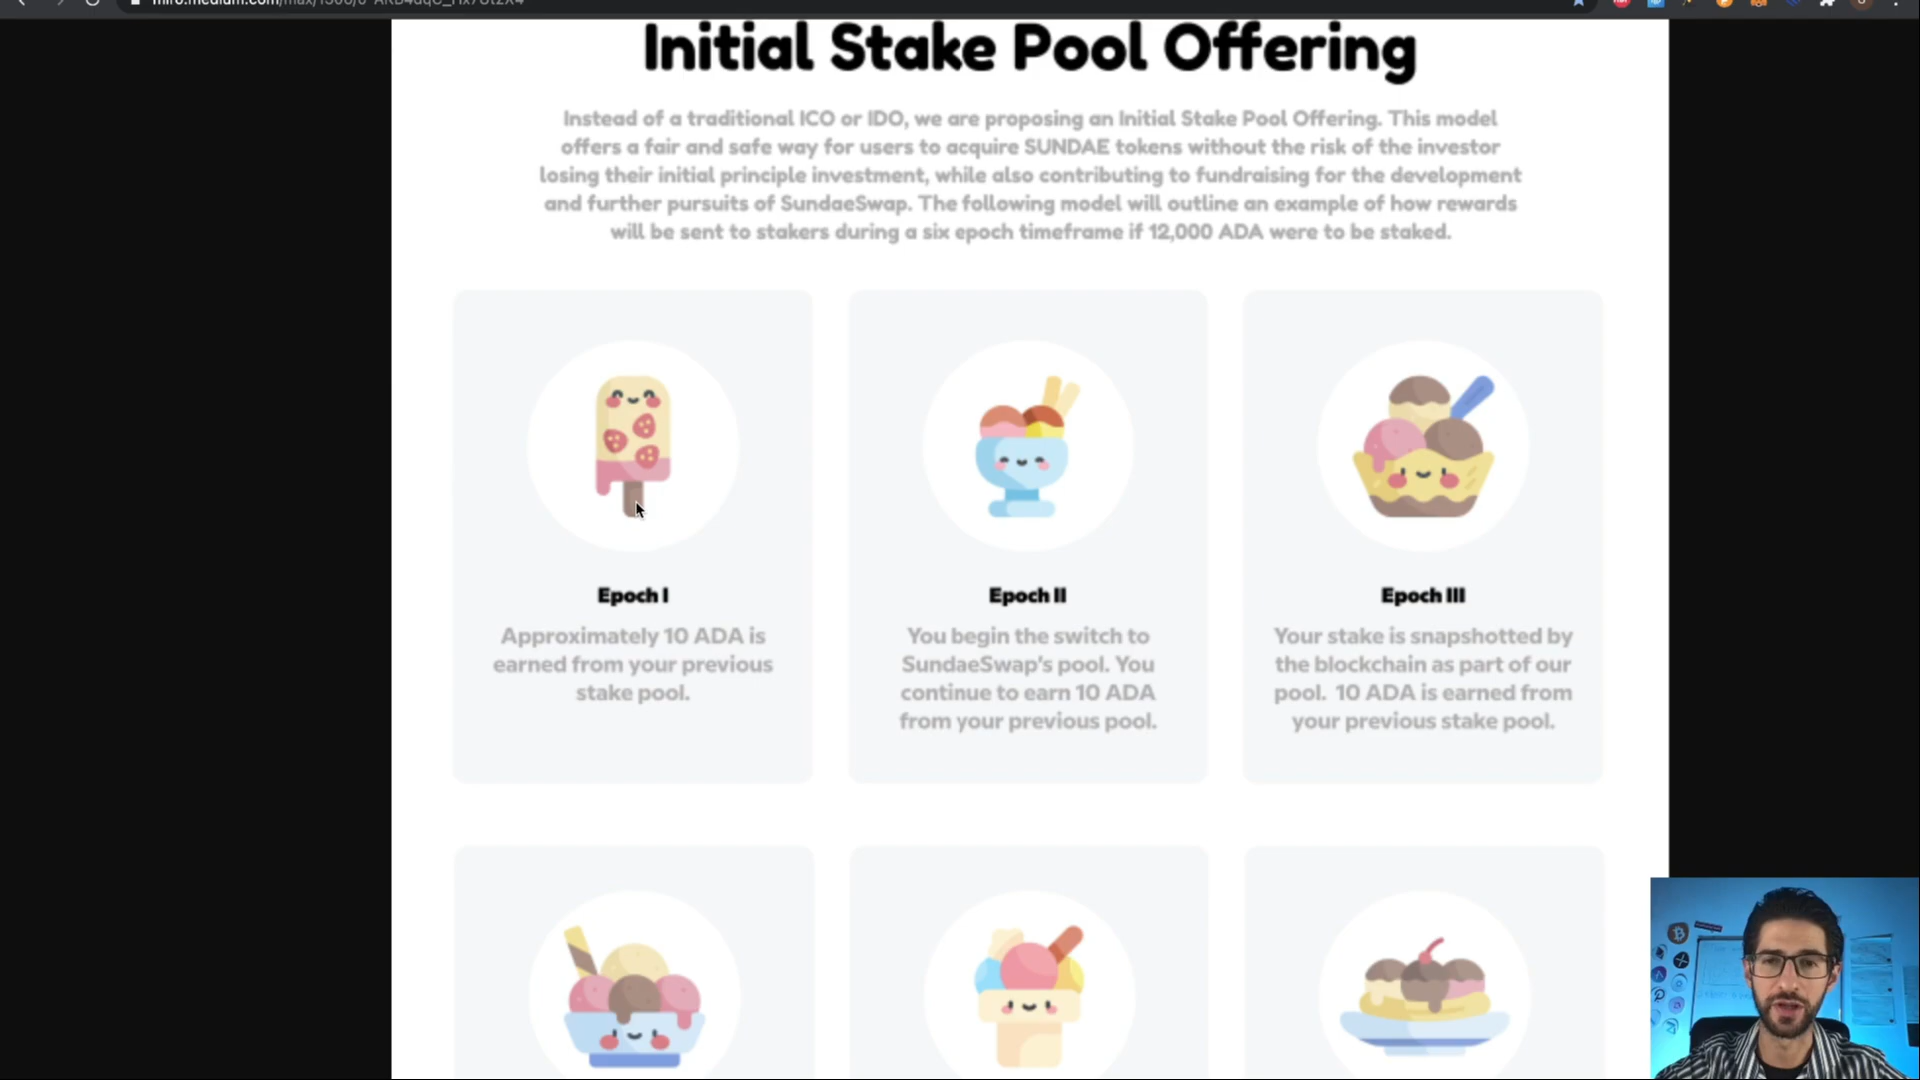 Initial Stake Pool Offering
Instead of a traditional ICO or IDO, we are proposing an Initial Stake Pool Offering. This model
offers a fair and safe way for users to acquire SUNDAE tokens without the risk of the investor
losing their initial principle investment, while also contributing to fundraising for the development
and further pursuits of SundaeSwap. The following model will outline an example of how rewards
will be sent to stakers during a six epoch timeframe if 12,000 ADA were to be staked.
Epoch I
Approximately 10 ADA is
earned from your previous
stake pool.
Epoch II
You begin the switch to
SundaeSwap's pool. You
continue to earn 10 ADA
from your previous pool.
Epoch III
Your stake is snapshotted by
the blockchain as part of our
pool. 10 ADA is earned from
your previous stake pool.